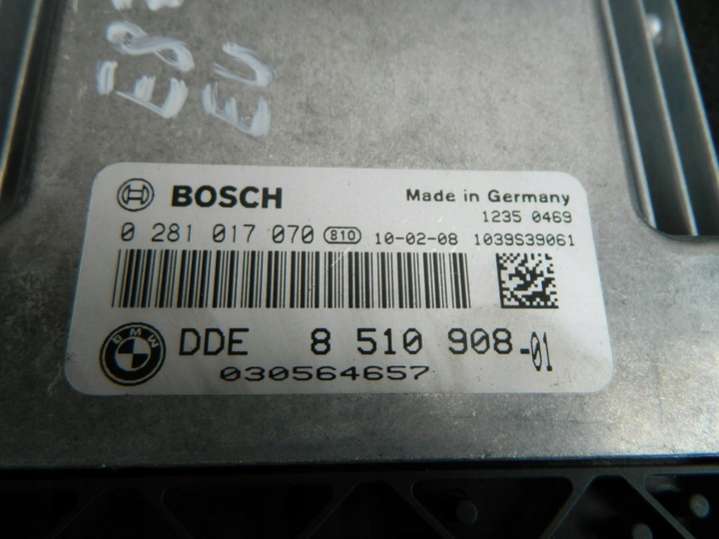 EU
BOSCH
Made in Germany
1235 0469
0 281 017 070 810 10-02-08 1039S39061
BMW
DDE 8 510 908-01
030564657